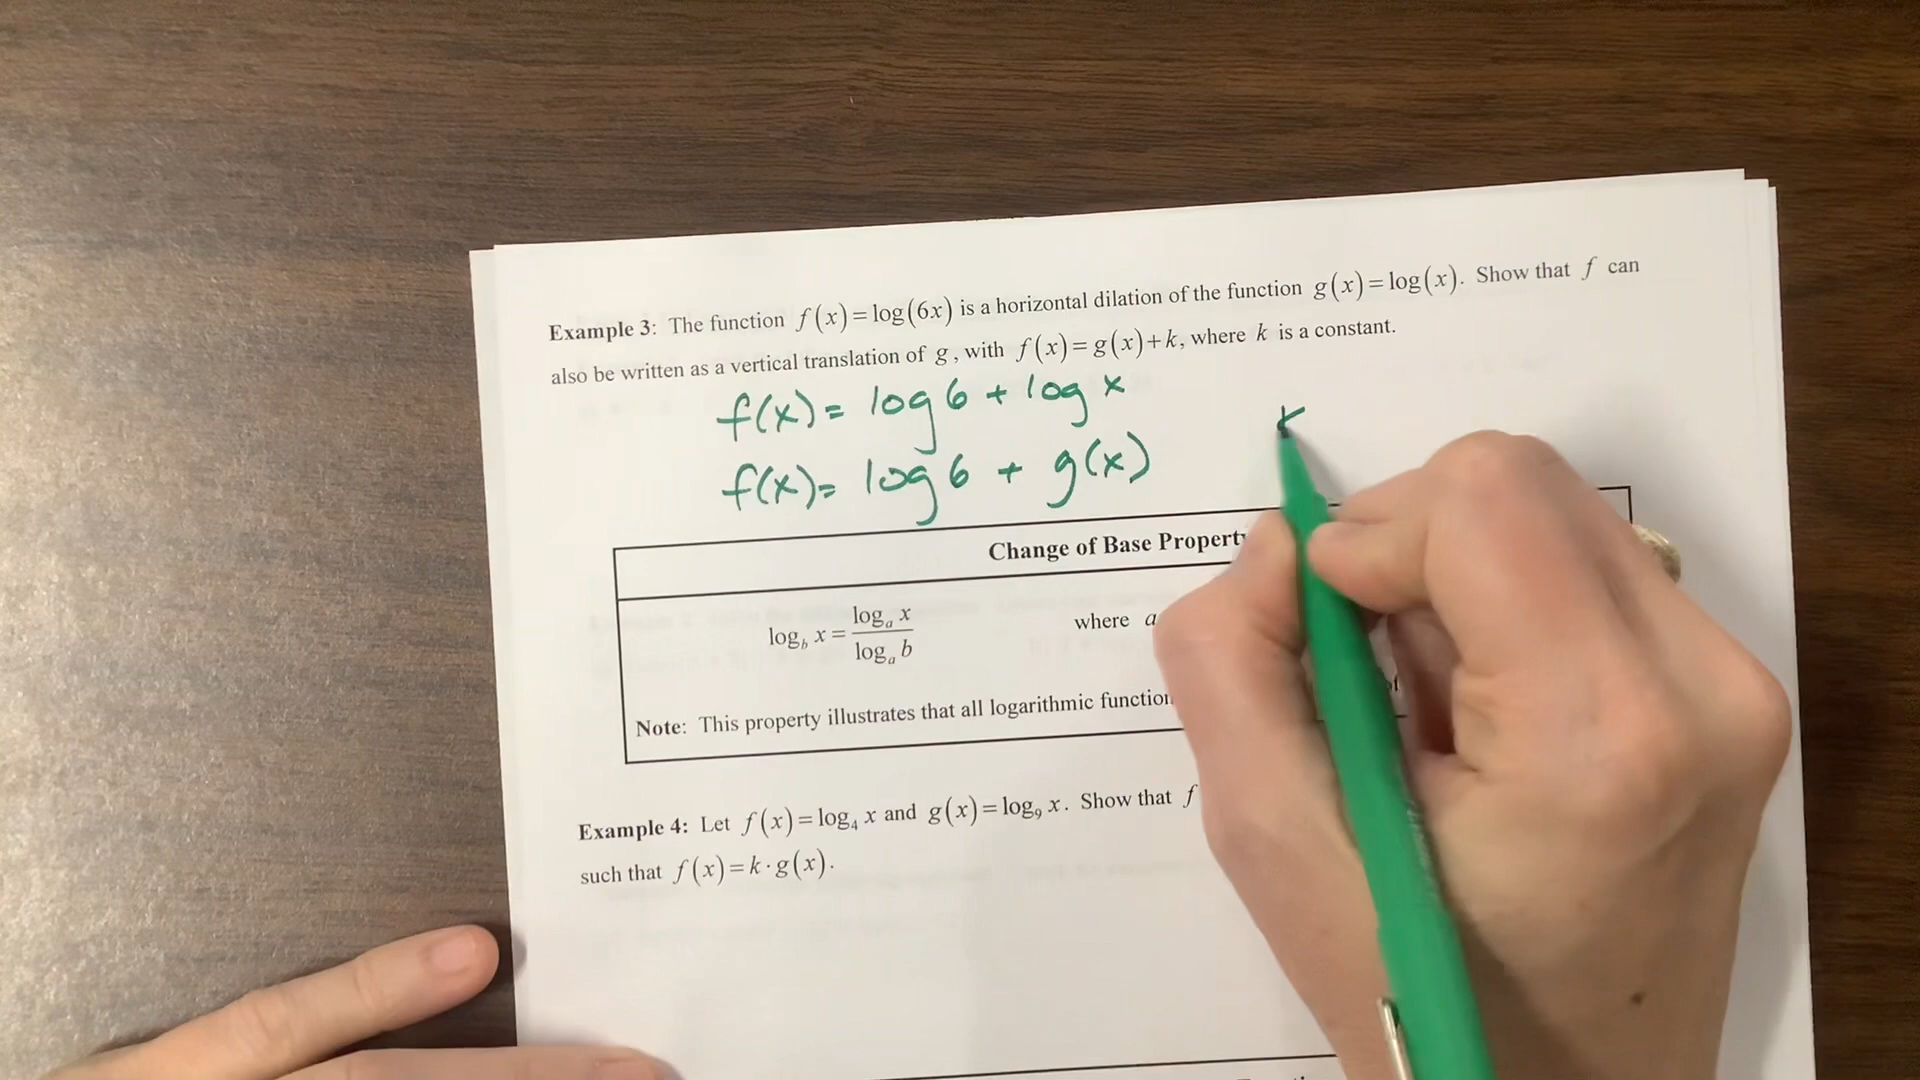 Example 3: The function f(x)=log(6x) is a horizontal dilation of the function g(x)=log(x). Show that f can
also be written as a vertical translation of g, with f(x)=g(x)+k, where k is a constant.
f(x)= log 6 + log x
f(x)= log 6 + g(x)
k
Change of Base Property
log_b x = log_a x / log_a b where a
Note: This property illustrates that all logarithmic function
Example 4: Let f(x)=log₄ x and g(x)=log₉ x. Show that f
such that f(x)=k·g(x).